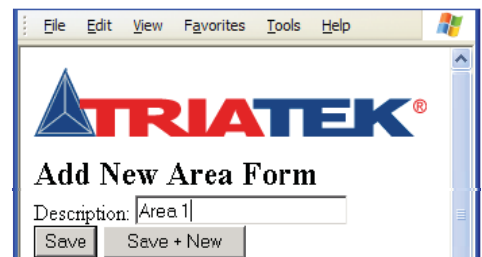 File Edit View Favorites Tools Help
TRIATEK®
Add New Area Form
Description: Area 1
Save Save + New